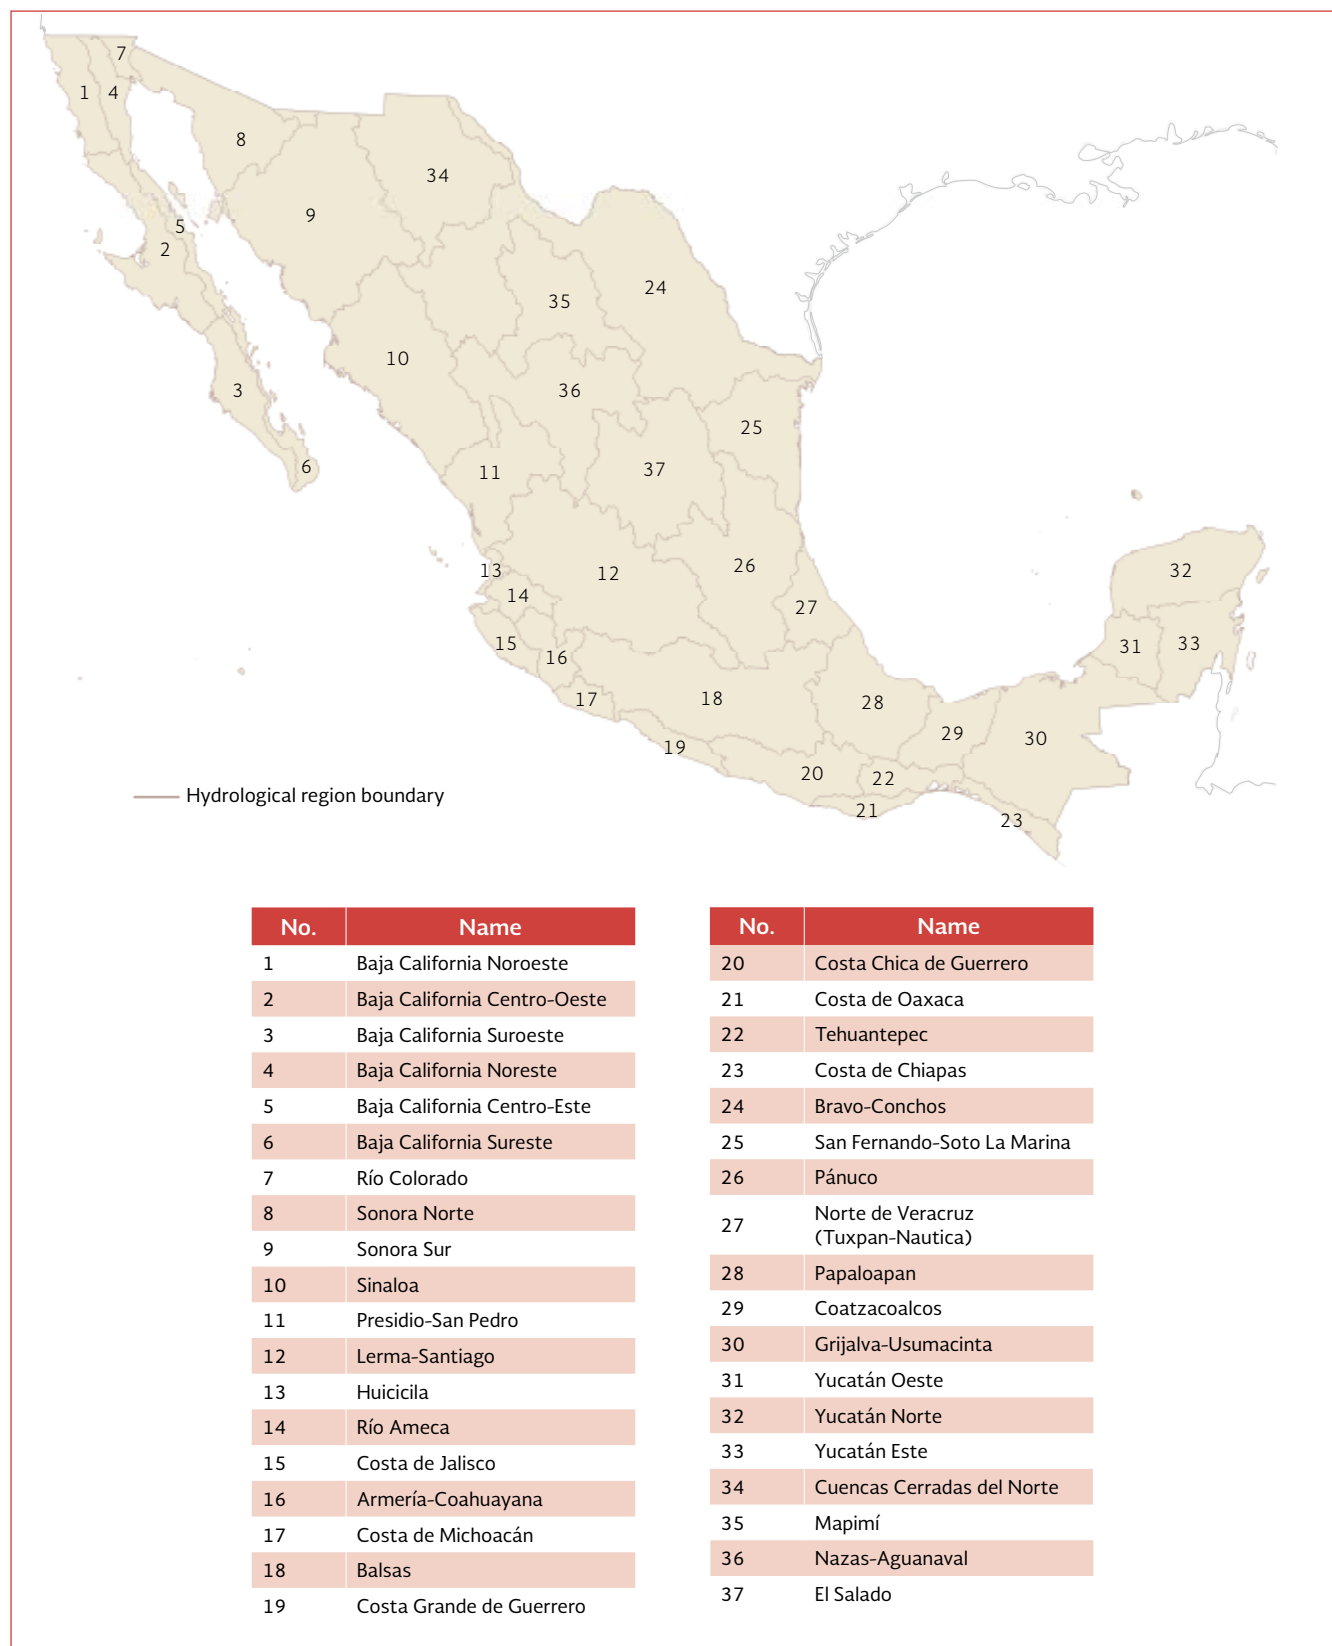 7
1
4
8
34
9
5
2
24
35
10
36
3
25
6
11
37
13
12
26
32
14
27
15
31
33
16
17
18
28
29
19
30
20
22
21
23
Hydrological region boundary
No. Name
1 Baja California Noroeste
2 Baja California Centro-Oeste
3 Baja California Suroeste
4 Baja California Noreste
5 Baja California Centro-Este
6 Baja California Sureste
7 Río Colorado
8 Sonora Norte
9 Sonora Sur
10 Sinaloa
11 Presidio-San Pedro
12 Lerma-Santiago
13 Huicicila
14 Río Ameca
15 Costa de Jalisco
16 Armería-Coahuayana
17 Costa de Michoacán
18 Balsas
19 Costa Grande de Guerrero
No. Name
20 Costa Chica de Guerrero
21 Costa de Oaxaca
22 Tehuantepec
23 Costa de Chiapas
24 Bravo-Conchos
25 San Fernando-Soto La Marina
26 Pánuco
27 Norte de Veracruz
(Tuxpan-Nautica)
28 Papaloapan
29 Coatzacoalcos
30 Grijalva-Usumacinta
31 Yucatán Oeste
32 Yucatán Norte
33 Yucatán Este
34 Cuencas Cerradas del Norte
35 Mapimí
36 Nazas-Aguanaval
37 El Salado